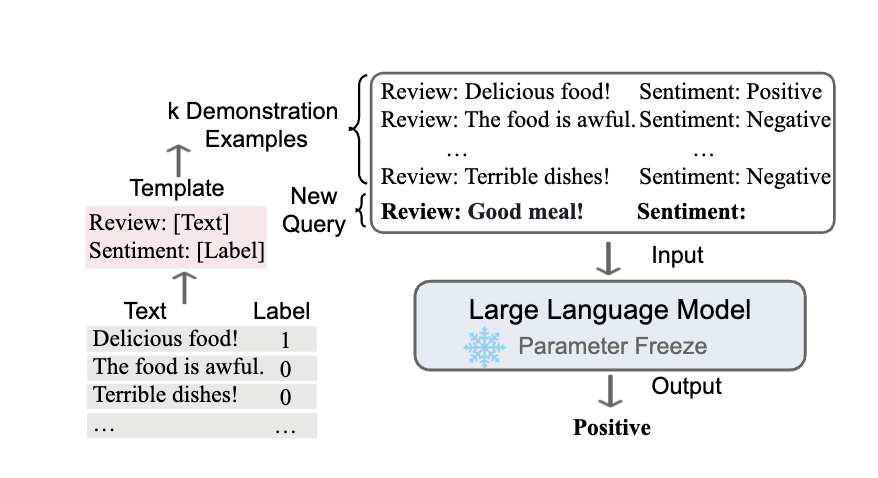 k Demonstration
Examples
Template
Review: [Text]
Sentiment: [Label]
Text Label
Delicious food! 1
The food is awful. 0
Terrible dishes! 0
... ...
Review: Delicious food! Sentiment: Positive
Review: The food is awful. Sentiment: Negative
... ...
Review: Terrible dishes! Sentiment: Negative
New
Query
Review: Good meal! Sentiment:
Input
Large Language Model
Parameter Freeze
Output
Positive